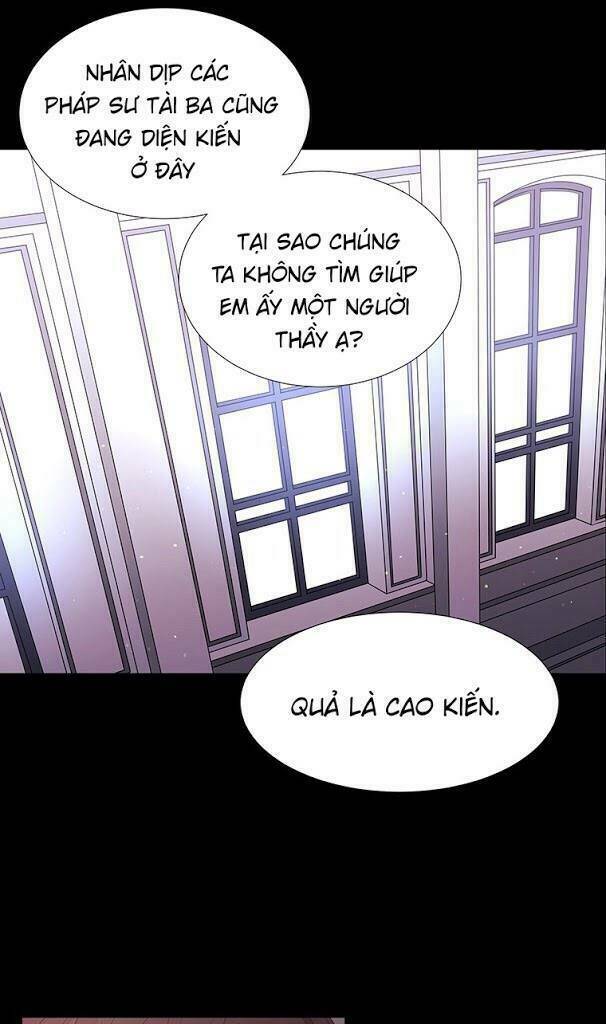 NHÂN DỊP CÁC
PHÁP SƯ TÀI BA CŨNG
ĐANG DIỆN KIẾN
Ở ĐÂY
TẠI SAO CHÚNG
TA KHÔNG TÌM GIÚP
EM ẤY MỘT NGƯỜI
THẦY Ạ?
QUẢ LÀ CAO KIẾN.